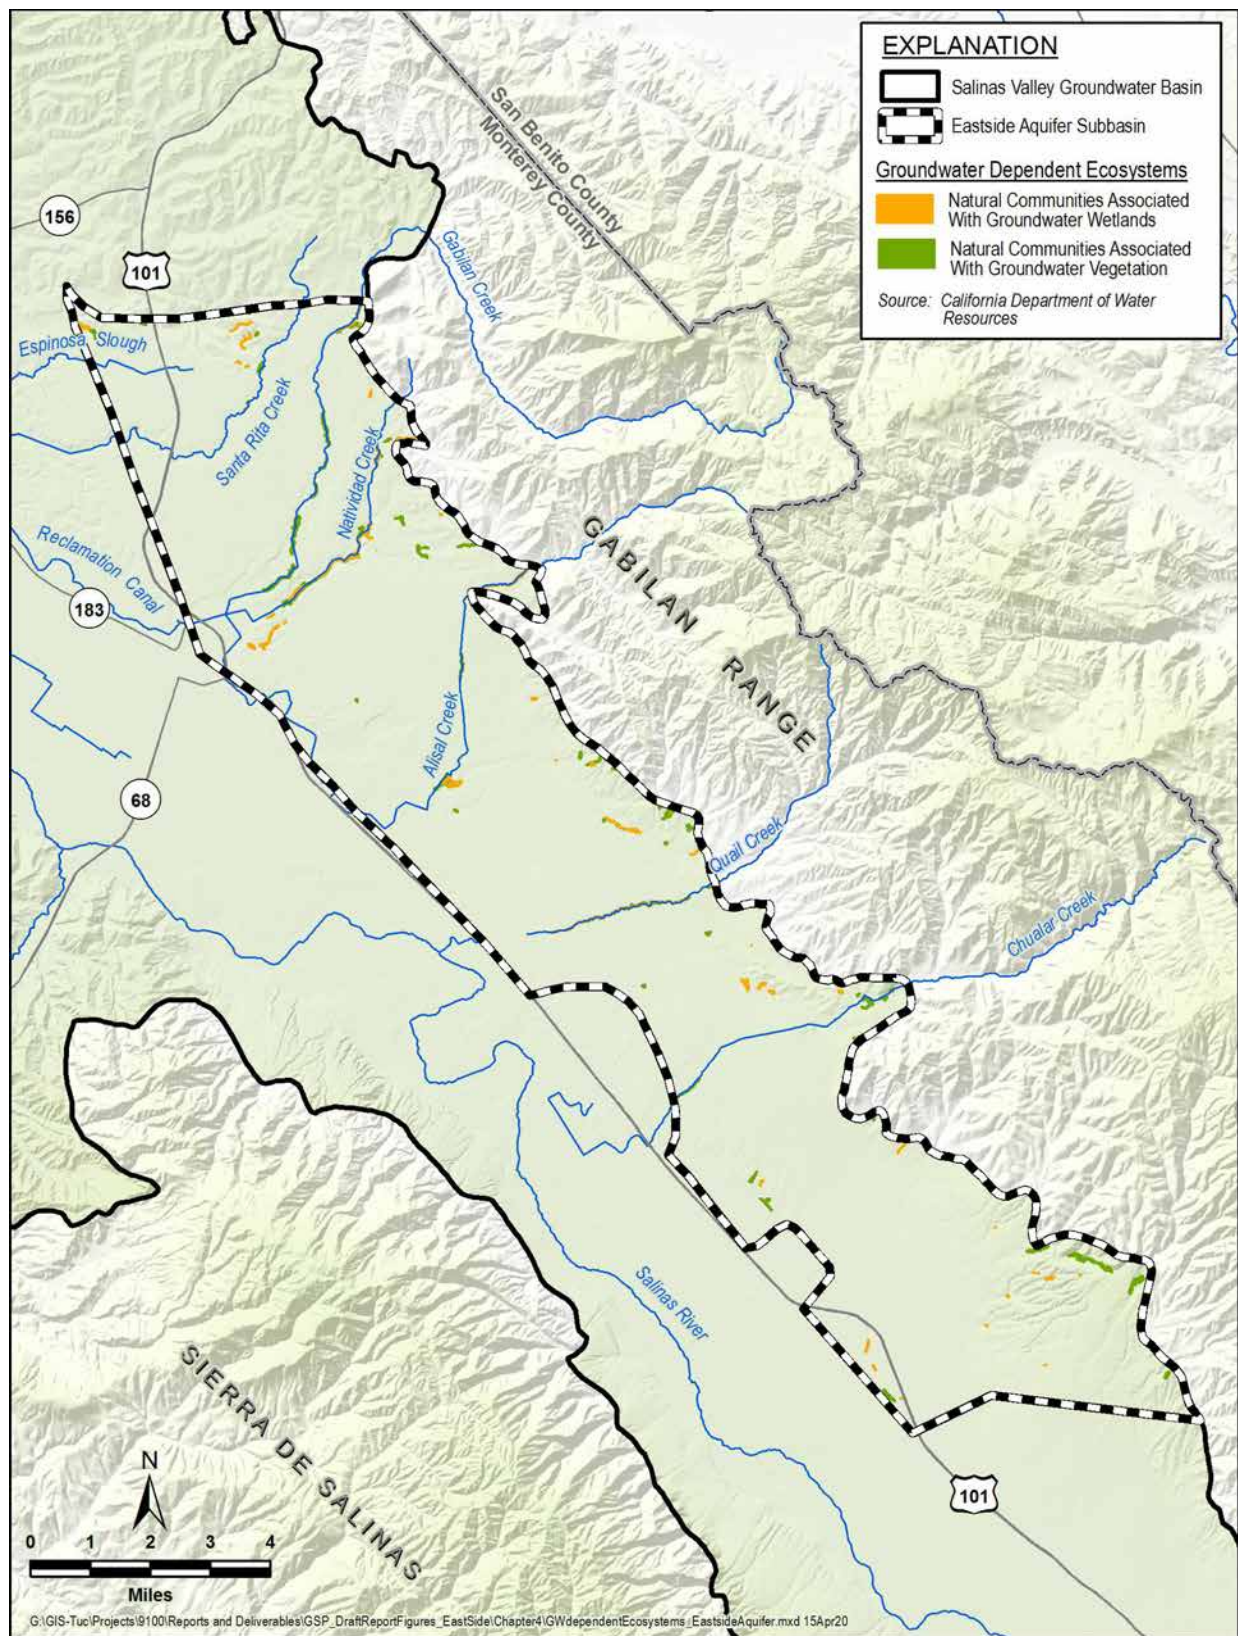 EXPLANATION
Salinas Valley Groundwater Basin
Eastside Aquifer Subbasin
Groundwater Dependent Ecosystems
Natural Communities Associated
With Groundwater Wetlands
Natural Communities Associated
With Groundwater Vegetation
Source: California Department of Water
Resources
San Benito County
Monterey County
156
101
Gabilan Creek
Espinosa Slough
Santa Rita Creek
Natividad Creek
Reclamation Canal
183
GABILAN RANGE
Alisal Creek
68
Quail Creek
Chualar Creek
Salinas River
SIERRA DE SALINAS
101
N
0 1 2 3 4
Miles
G:\GIS-Tuc\Projects\9100\Reports and Deliverables\GSP_DraftReportFigures_EastSide\Chapter4\GWdependentEcosystems_EastsideAquifer.mxd 15Apr20